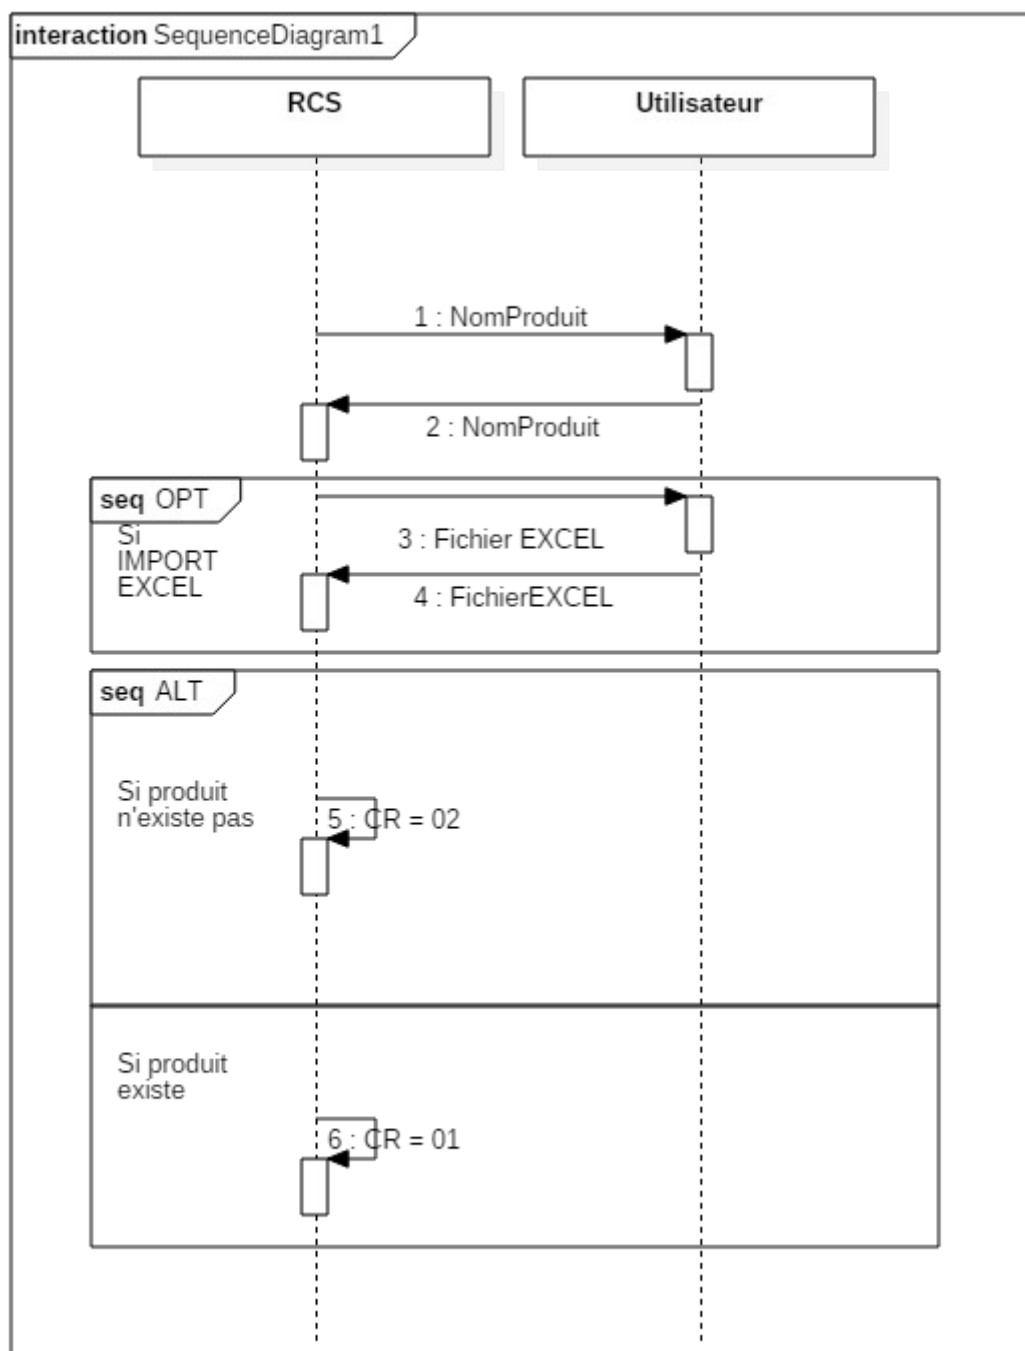 interaction SequenceDiagram1
RCS
Utilisateur
1 : NomProduit
2 : NomProduit
seq OPT
Si
IMPORT
EXCEL
3 : Fichier EXCEL
4 : FichierEXCEL
seq ALT
Si produit
n'existe pas
5 : CR = 02
Si produit
existe
6 : CR = 01